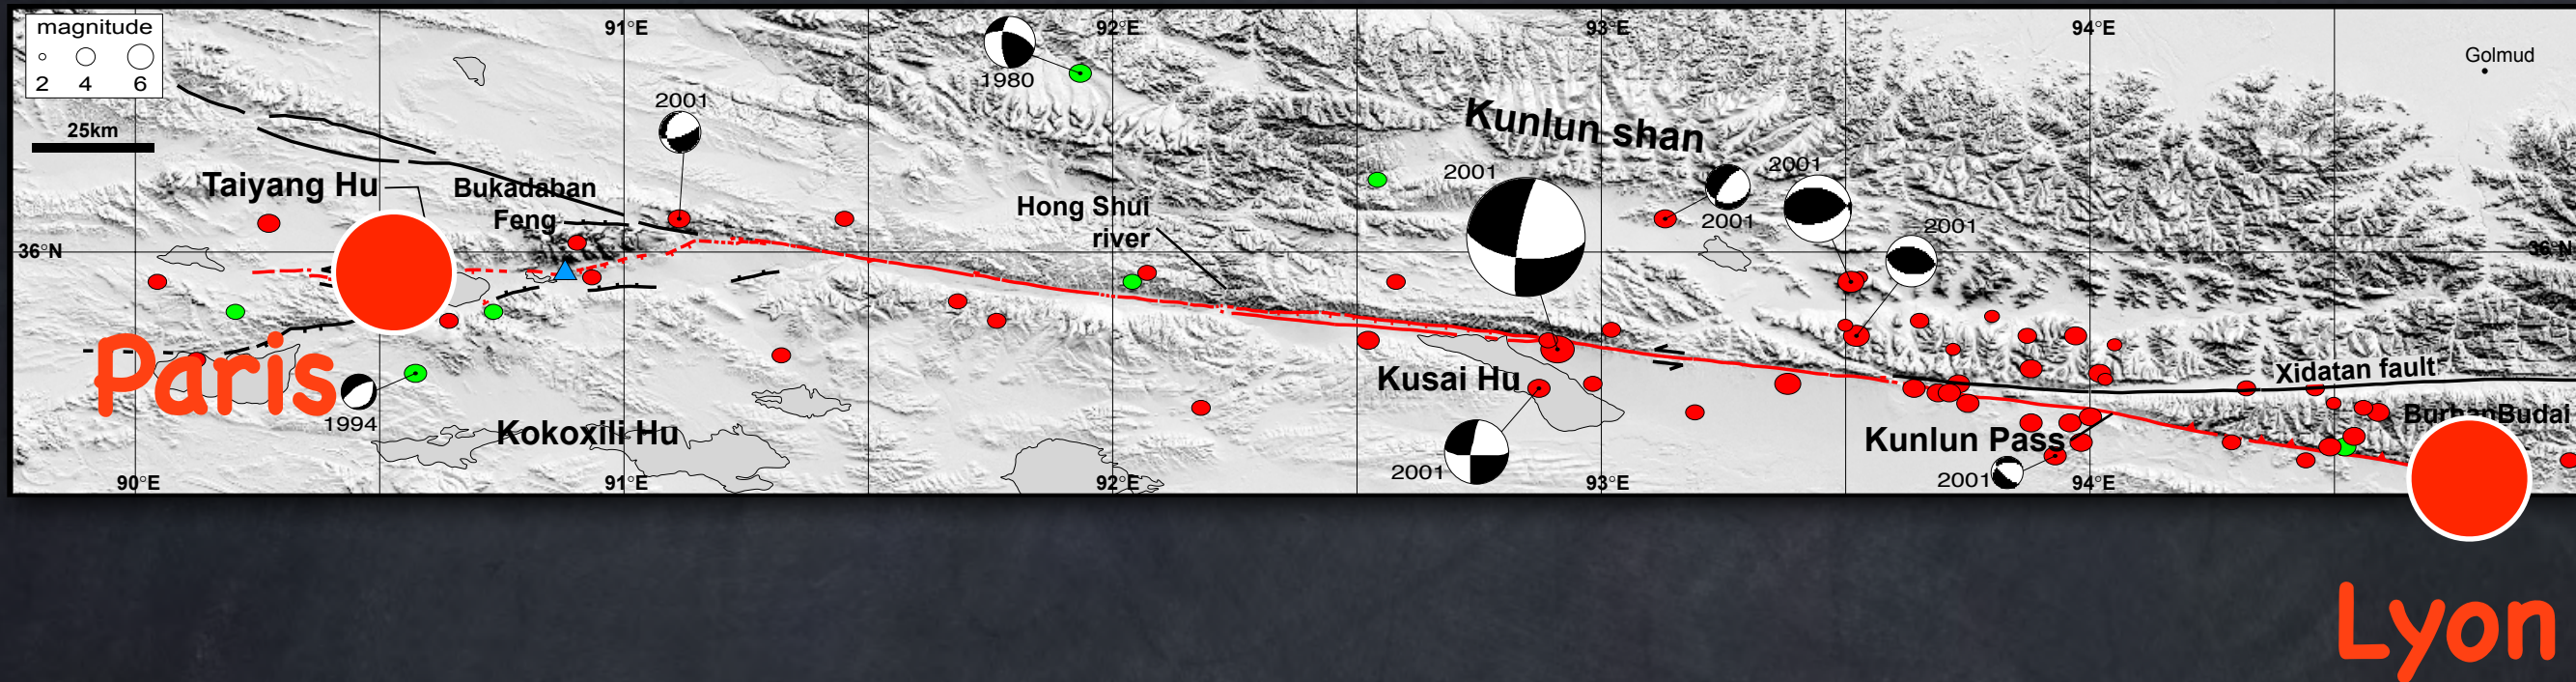 magnitude
2 4 6
25km
91°E
92°E
93°E
94°E
Golmud
1980
2001
Kunlun shan
2001
2001
2001
2001
Taiyang Hu
Bukadaban
Feng
Hong Shui
river
36°N
36°N
Paris
1994
Kokoxili Hu
Kusai Hu
2001
Xidatan fault
BurhanBudai
Kunlun Pass
2001
90°E
91°E
92°E
93°E
94°E
Lyon